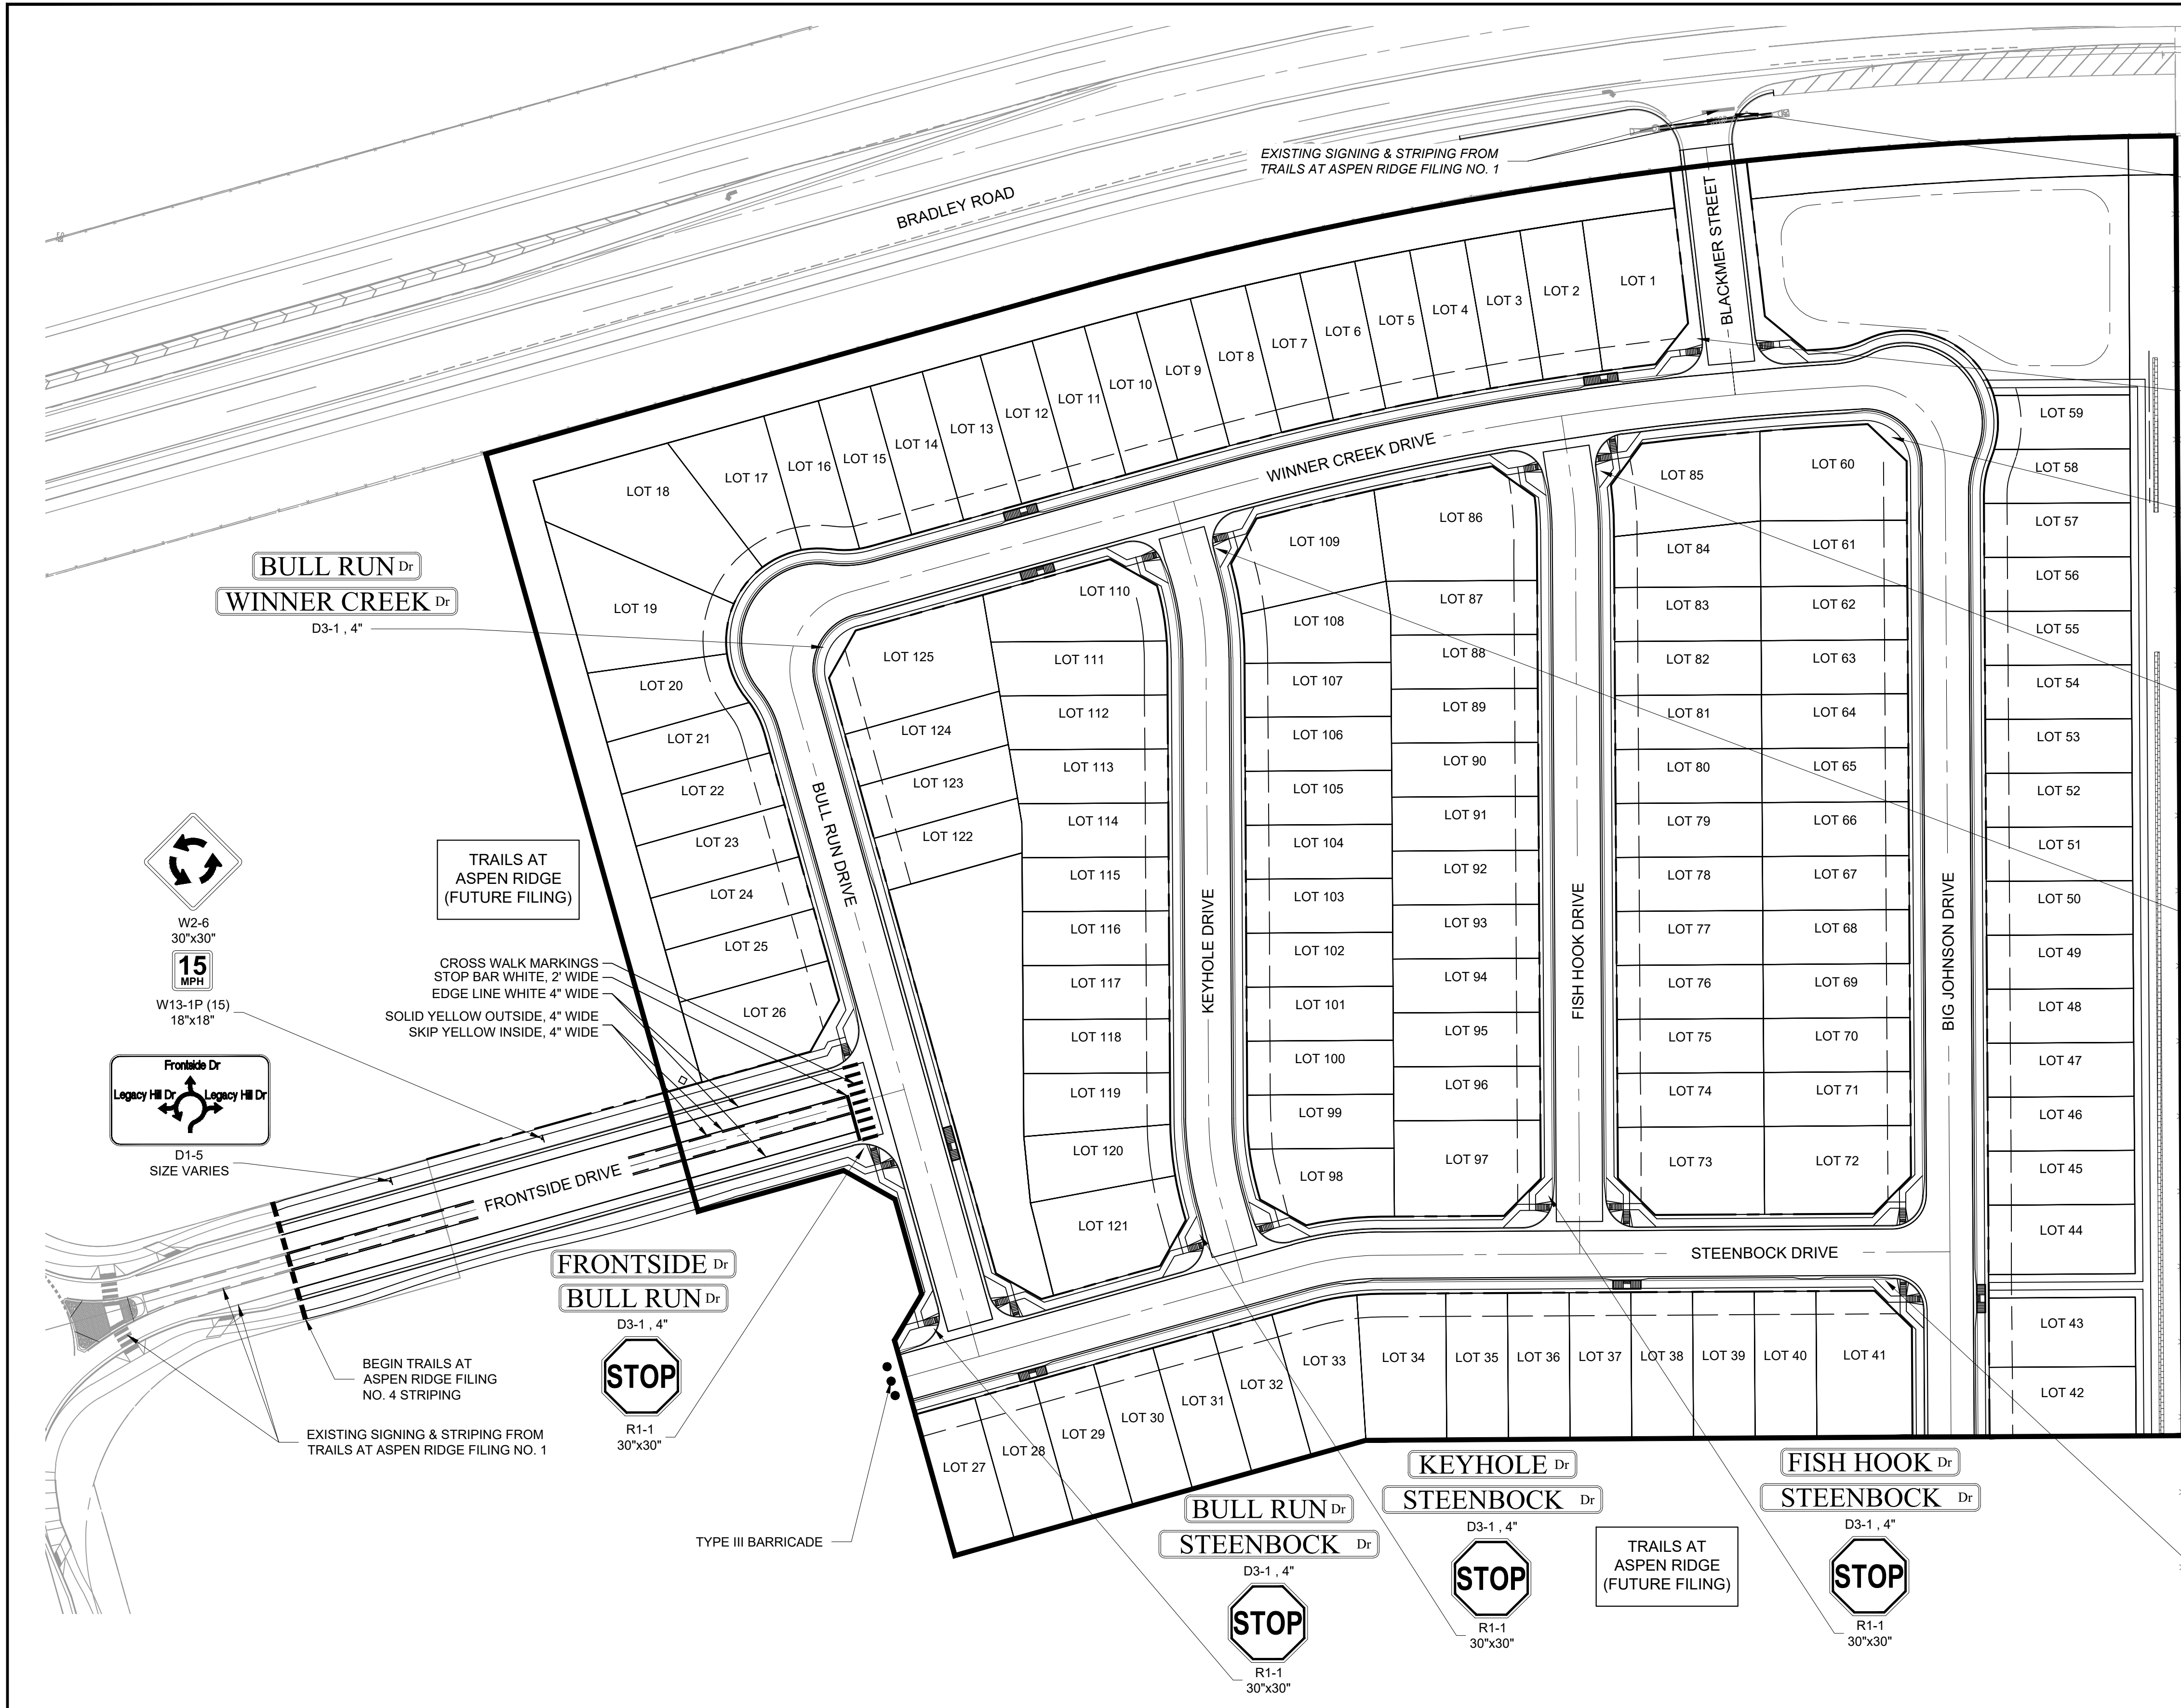 EXISTING SIGNING & STRIPING FROM
TRAILS AT ASPEN RIDGE FILING NO. 1
BRADLEY ROAD
BLACKMER STREET
LOT 1
LOT 2
LOT 3
LOT 4
LOT 5
LOT 6
LOT 7
LOT 8
LOT 9
LOT 10
LOT 11
LOT 12
LOT 13
LOT 14
LOT 15
LOT 16
LOT 17
LOT 18
LOT 19
LOT 20
LOT 21
LOT 22
LOT 23
LOT 24
LOT 25
LOT 26
WINNER CREEK DRIVE
BULL RUN Dr
WINNER CREEK Dr
D3-1 , 4"
BULL RUN DRIVE
LOT 125
LOT 124
LOT 123
LOT 122
LOT 110
LOT 111
LOT 112
LOT 113
LOT 114
LOT 115
LOT 116
LOT 117
LOT 118
LOT 119
LOT 120
LOT 121
KEYHOLE DRIVE
LOT 109
LOT 108
LOT 107
LOT 106
LOT 105
LOT 104
LOT 103
LOT 102
LOT 101
LOT 100
LOT 99
LOT 98
LOT 86
LOT 87
LOT 88
LOT 89
LOT 90
LOT 91
LOT 92
LOT 93
LOT 94
LOT 95
LOT 96
LOT 97
FISH HOOK DRIVE
LOT 85
LOT 84
LOT 83
LOT 82
LOT 81
LOT 80
LOT 79
LOT 78
LOT 77
LOT 76
LOT 75
LOT 74
LOT 73
LOT 60
LOT 61
LOT 62
LOT 63
LOT 64
LOT 65
LOT 66
LOT 67
LOT 68
LOT 69
LOT 70
LOT 71
LOT 72
BIG JOHNSON DRIVE
LOT 59
LOT 58
LOT 57
LOT 56
LOT 55
LOT 54
LOT 53
LOT 52
LOT 51
LOT 50
LOT 49
LOT 48
LOT 47
LOT 46
LOT 45
LOT 44
LOT 43
LOT 42
STEENBOCK DRIVE
LOT 27
LOT 28
LOT 29
LOT 30
LOT 31
LOT 32
LOT 33
LOT 34
LOT 35
LOT 36
LOT 37
LOT 38
LOT 39
LOT 40
LOT 41
TRAILS AT
ASPEN RIDGE
(FUTURE FILING)
W2-6
30"x30"
15
MPH
W13-1P (15)
18"x18"
CROSS WALK MARKINGS
STOP BAR WHITE, 2' WIDE
EDGE LINE WHITE 4" WIDE
SOLID YELLOW OUTSIDE, 4" WIDE
SKIP YELLOW INSIDE, 4" WIDE
Frontside Dr
Legacy Hill Dr
Legacy Hill Dr
D1-5
SIZE VARIES
FRONTSIDE DRIVE
FRONTSIDE Dr
BULL RUN Dr
D3-1 , 4"
STOP
R1-1
30"x30"
BEGIN TRAILS AT
ASPEN RIDGE FILING
NO. 4 STRIPING
EXISTING SIGNING & STRIPING FROM
TRAILS AT ASPEN RIDGE FILING NO. 1
TYPE III BARRICADE
BULL RUN Dr
STEENBOCK Dr
D3-1 , 4"
STOP
R1-1
30"x30"
KEYHOLE Dr
STEENBOCK Dr
D3-1 , 4"
STOP
R1-1
30"x30"
TRAILS AT
ASPEN RIDGE
(FUTURE FILING)
FISH HOOK Dr
STEENBOCK Dr
D3-1 , 4"
STOP
R1-1
30"x30"